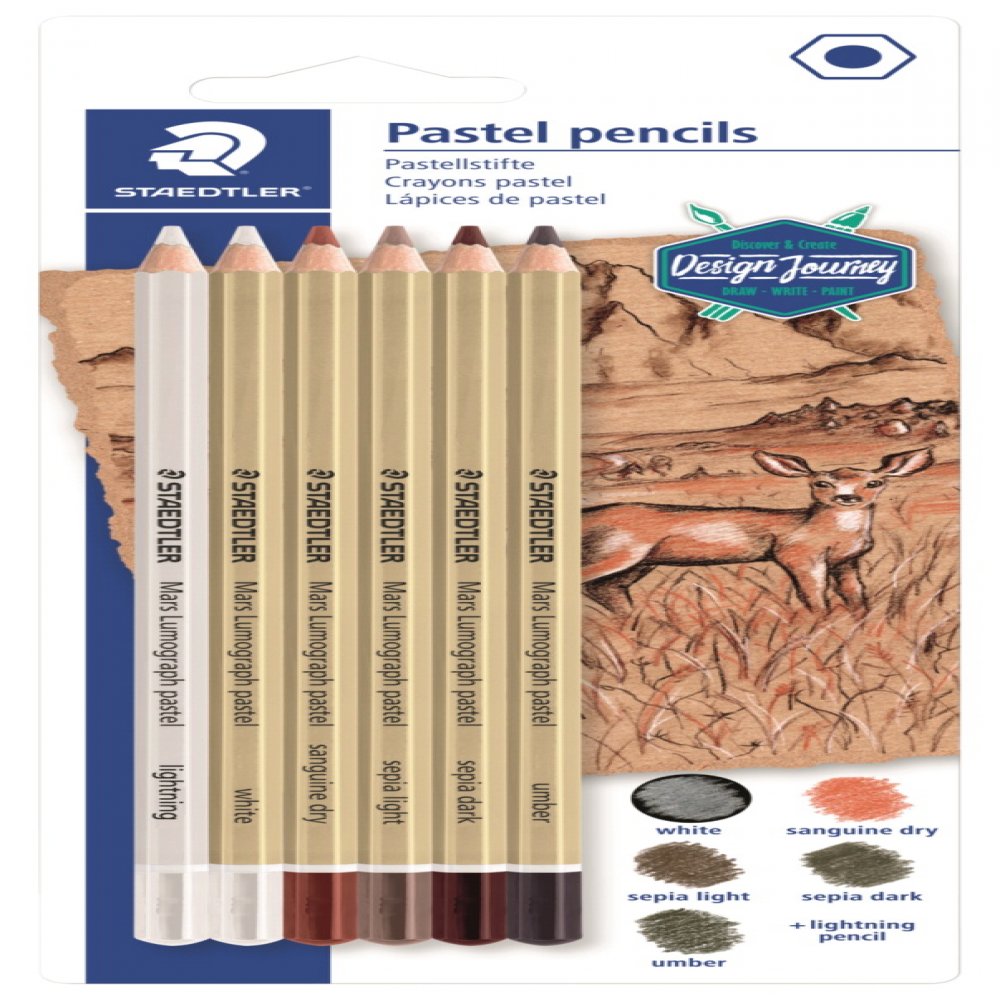 STAEDTLER®
Pastel pencils
Pastellstifte
Crayons pastel
Lápices de pastel
Discover & Create
Design Journey
DRAW - WRITE - PAINT
STAEDTLER Mars Lumograph pastel lightning
STAEDTLER Mars Lumograph pastel white
STAEDTLER Mars Lumograph pastel sanguine dry
STAEDTLER Mars Lumograph pastel sepia light
STAEDTLER Mars Lumograph pastel sepia dark
STAEDTLER Mars Lumograph pastel umber
white
sanguine dry
sepia light
sepia dark
umber
+ lightning
pencil